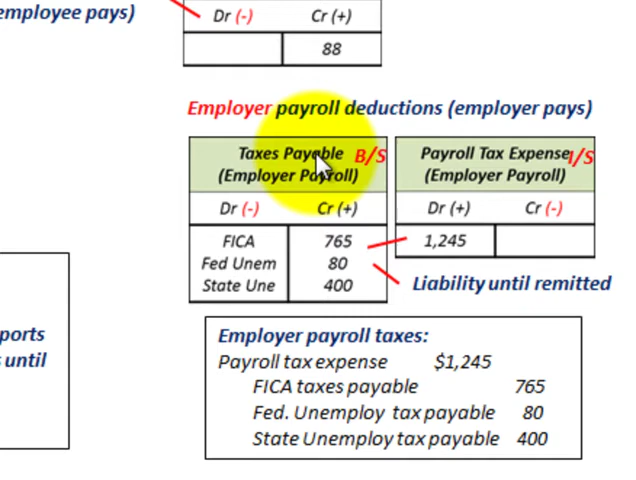 employee pays)
Dr (-)
Cr (+)
88
Employer payroll deductions (employer pays)
Taxes Payable B/S
(Employer Payroll)
Dr (-)
Cr (+)
FICA 765
Fed Unem 80
State Une 400
Payroll Tax Expense I/S
(Employer Payroll)
Dr (+)
Cr (-)
1,245
Liability until remitted
ports
until
Employer payroll taxes:
Payroll tax expense $1,245
FICA taxes payable 765
Fed. Unemploy tax payable 80
State Unemploy tax payable 400